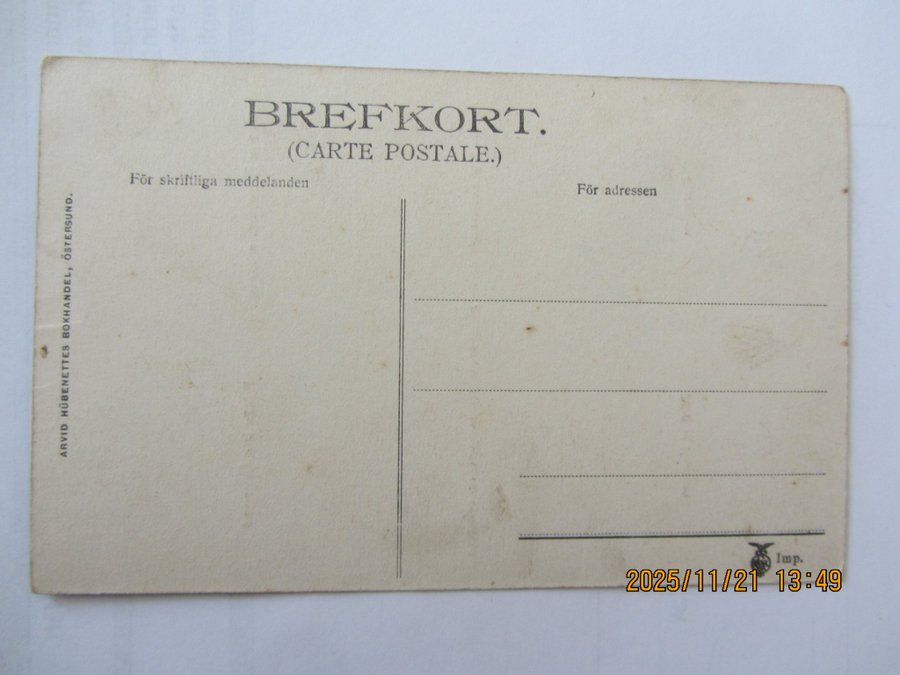 BREFKORT.
(CARTE POSTALE.)
För skriftliga meddelanden
För adressen
ARVID HÜBENETTES BOKHANDEL, ÖSTERSUND.
Imp.
2025/11/21 13:49